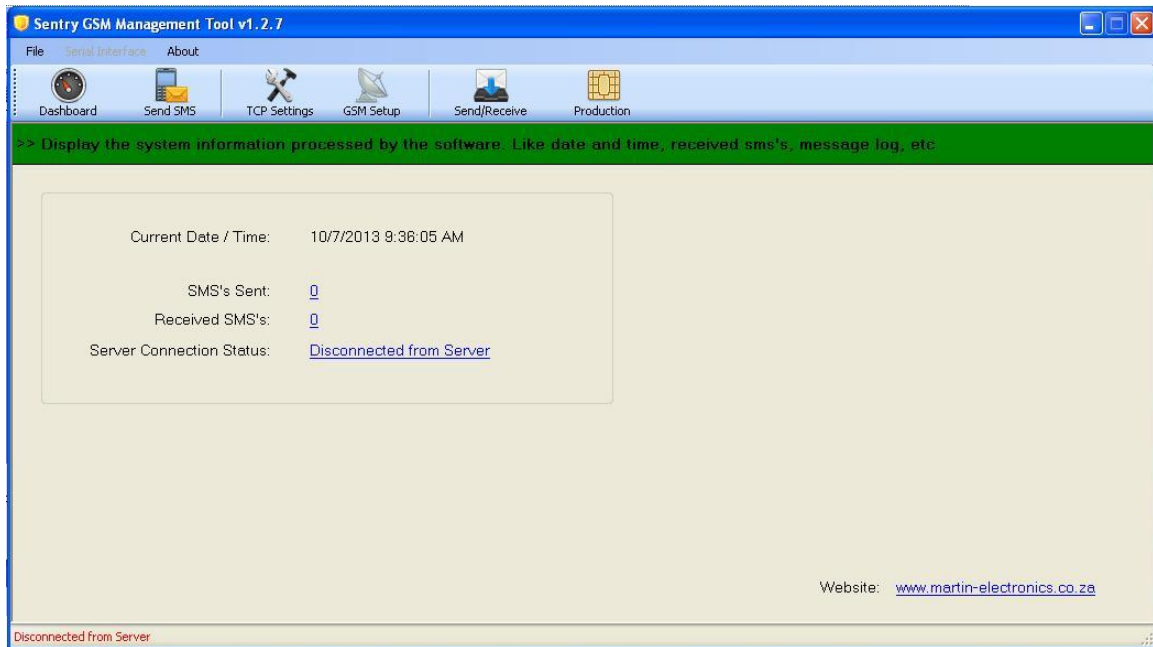 Sentry GSM Management Tool v1.2.7
File Serial Interface About
Dashboard Send SMS TCP Settings GSM Setup Send/Receive Production
>> Display the system information processed by the software. Like date and time, received sms's, message log, etc
Current Date / Time: 10/7/2013 9:36:05 AM
SMS's Sent: 0
Received SMS's: 0
Server Connection Status: Disconnected from Server
Website: www.martin-electronics.co.za
Disconnected from Server